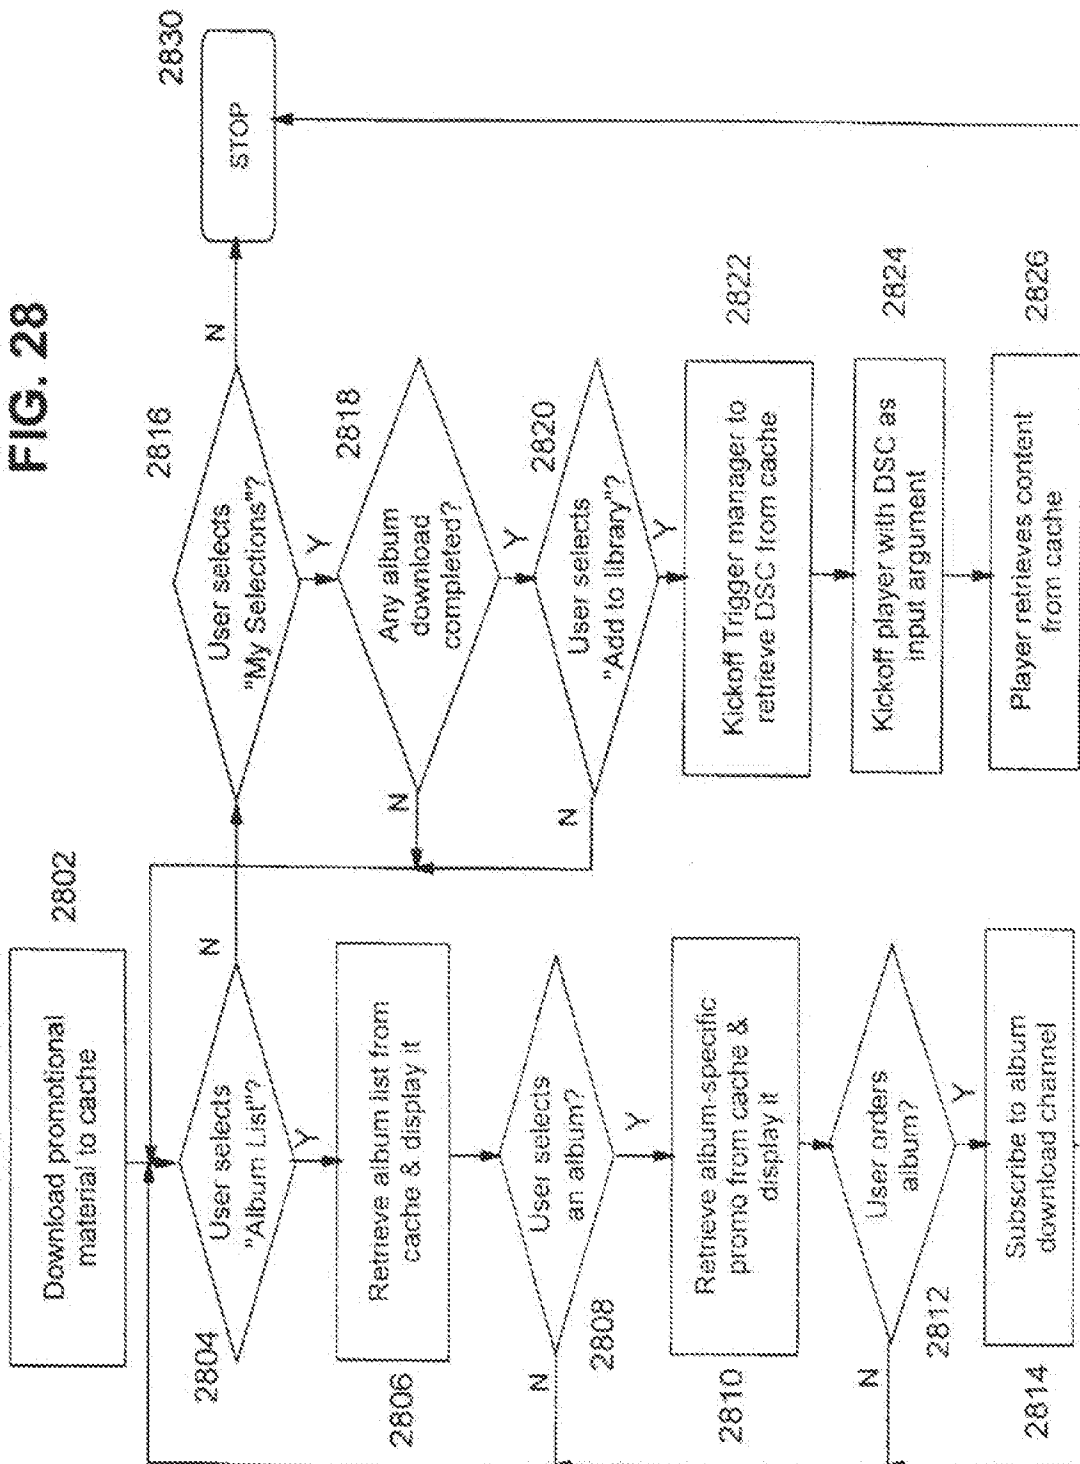 FIG. 28
Download promotional
material to cache
2802
User selects
"Album List"?
2804
N
Y
Retrieve album list from
cache & display it
2806
User selects
an album?
2808
N
Y
Retrieve album-specific
promo from cache &
display it
2810
User orders
album?
2812
N
Y
Subscribe to album
download channel
2814
User selects
"My Selections"?
2816
N
Y
STOP
2830
Any album
download
completed?
2818
N
Y
User selects
"Add to library"?
2820
N
Y
Kickoff Trigger manager to
retrieve DSC from cache
2822
Kickoff player with DSC as
input argument
2824
Player retrieves content
from cache
2826